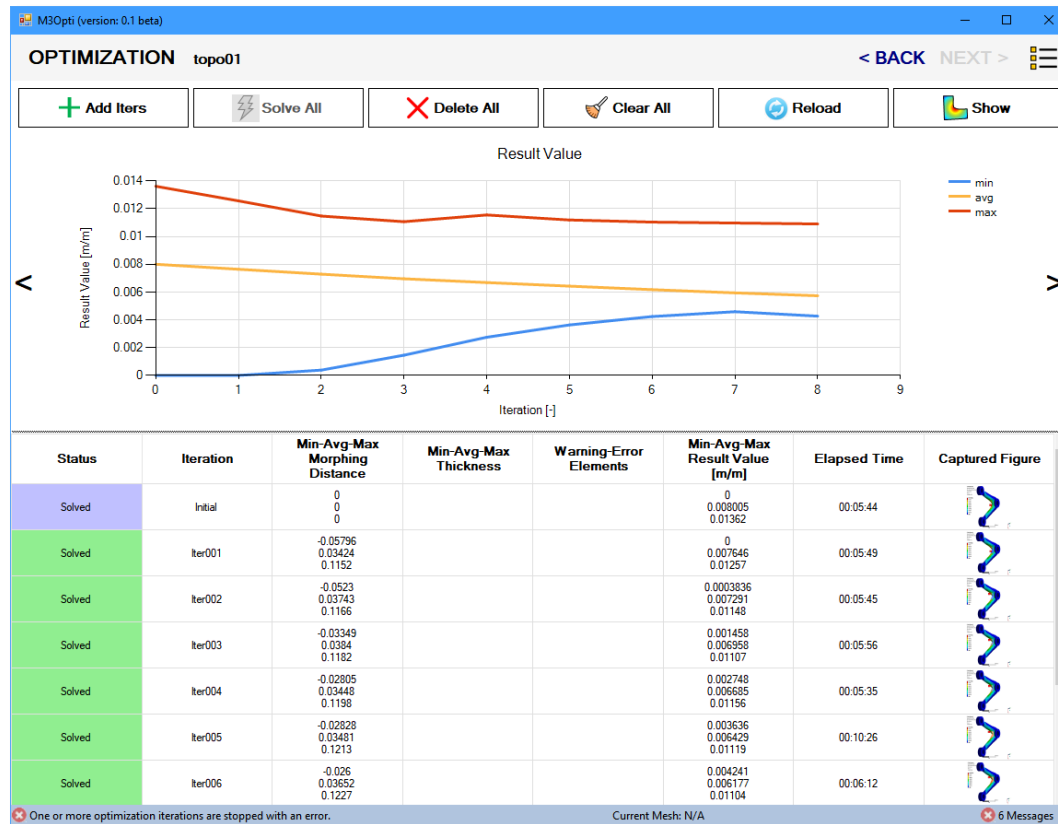 M3Opti (version: 0.1 beta)
OPTIMIZATION topo01 < BACK NEXT >
Add Iters Solve All Delete All Clear All Reload Show
Result Value
0.014
0.012
0.01
0.008
0.006
0.004
0.002
0
Result Value [m/m]
0 1 2 3 4 5 6 7 8 9
Iteration [-]
min
avg
max
< >
Status Iteration Min-Avg-Max Morphing Distance Min-Avg-Max Thickness Warning-Error Elements Min-Avg-Max Result Value [m/m] Elapsed Time Captured Figure
0 0
Solved Initial 0 0.008005 00:05:44
0 0.01362
-0.05796 0
Solved Iter001 0.03424 0.007646 00:05:49
0.1152 0.01257
-0.0523 0.0003836
Solved Iter002 0.03743 0.007291 00:05:45
0.1166 0.01148
-0.03349 0.001458
Solved Iter003 0.0384 0.006958 00:05:56
0.1182 0.01107
-0.02805 0.002748
Solved Iter004 0.03448 0.006685 00:05:35
0.1198 0.01156
-0.02828 0.003636
Solved Iter005 0.03481 0.006429 00:10:26
0.1213 0.01119
-0.026 0.004241
Solved Iter006 0.03652 0.006177 00:06:12
0.1227 0.01104
One or more optimization iterations are stopped with an error. Current Mesh: N/A 6 Messages